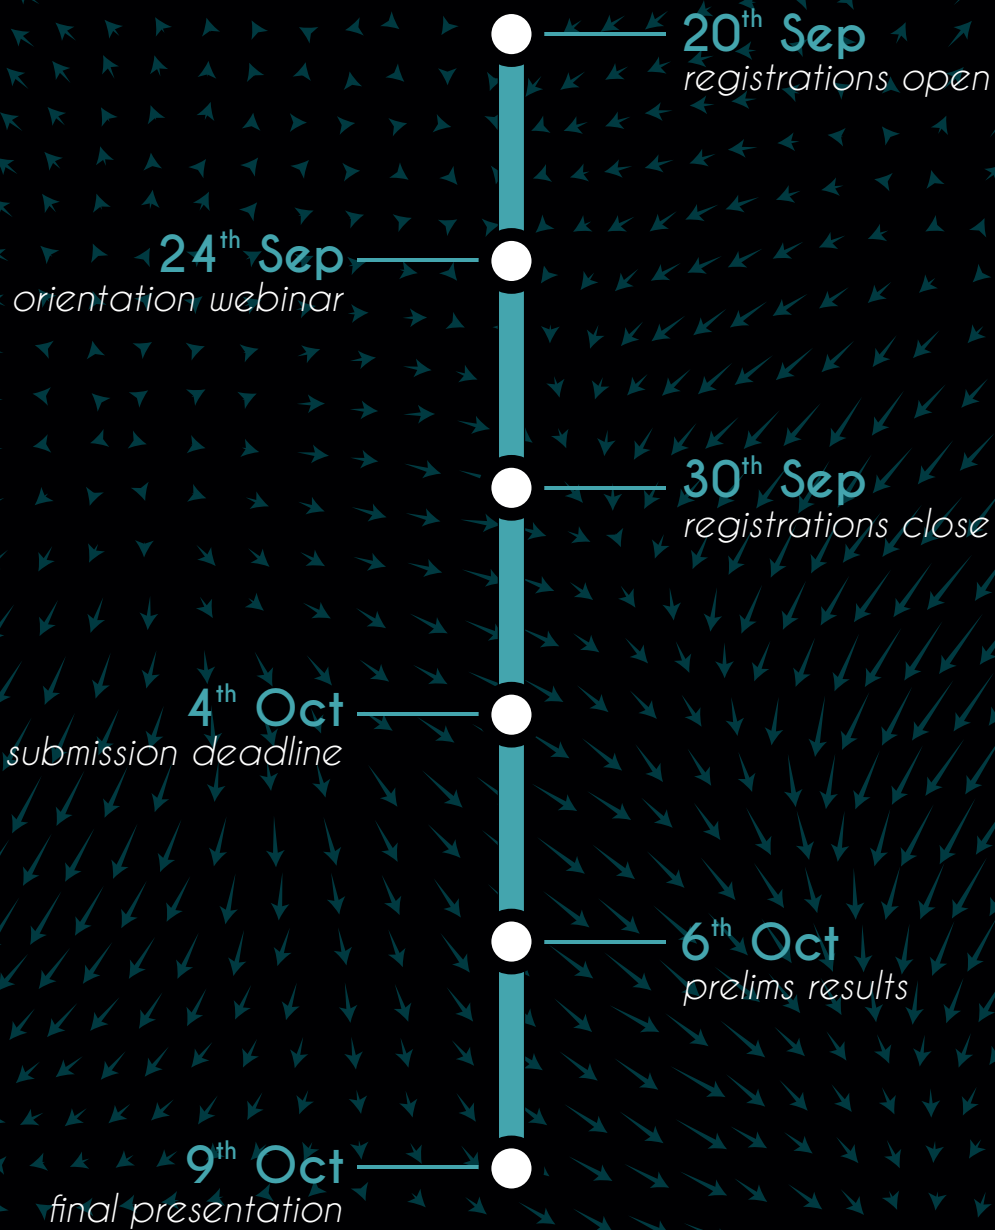 20th Sep
registrations open
24th Sep
orientation webinar
30th Sep
registrations close
4th Oct
submission deadline
6th Oct
prelims results
9th Oct
final presentation